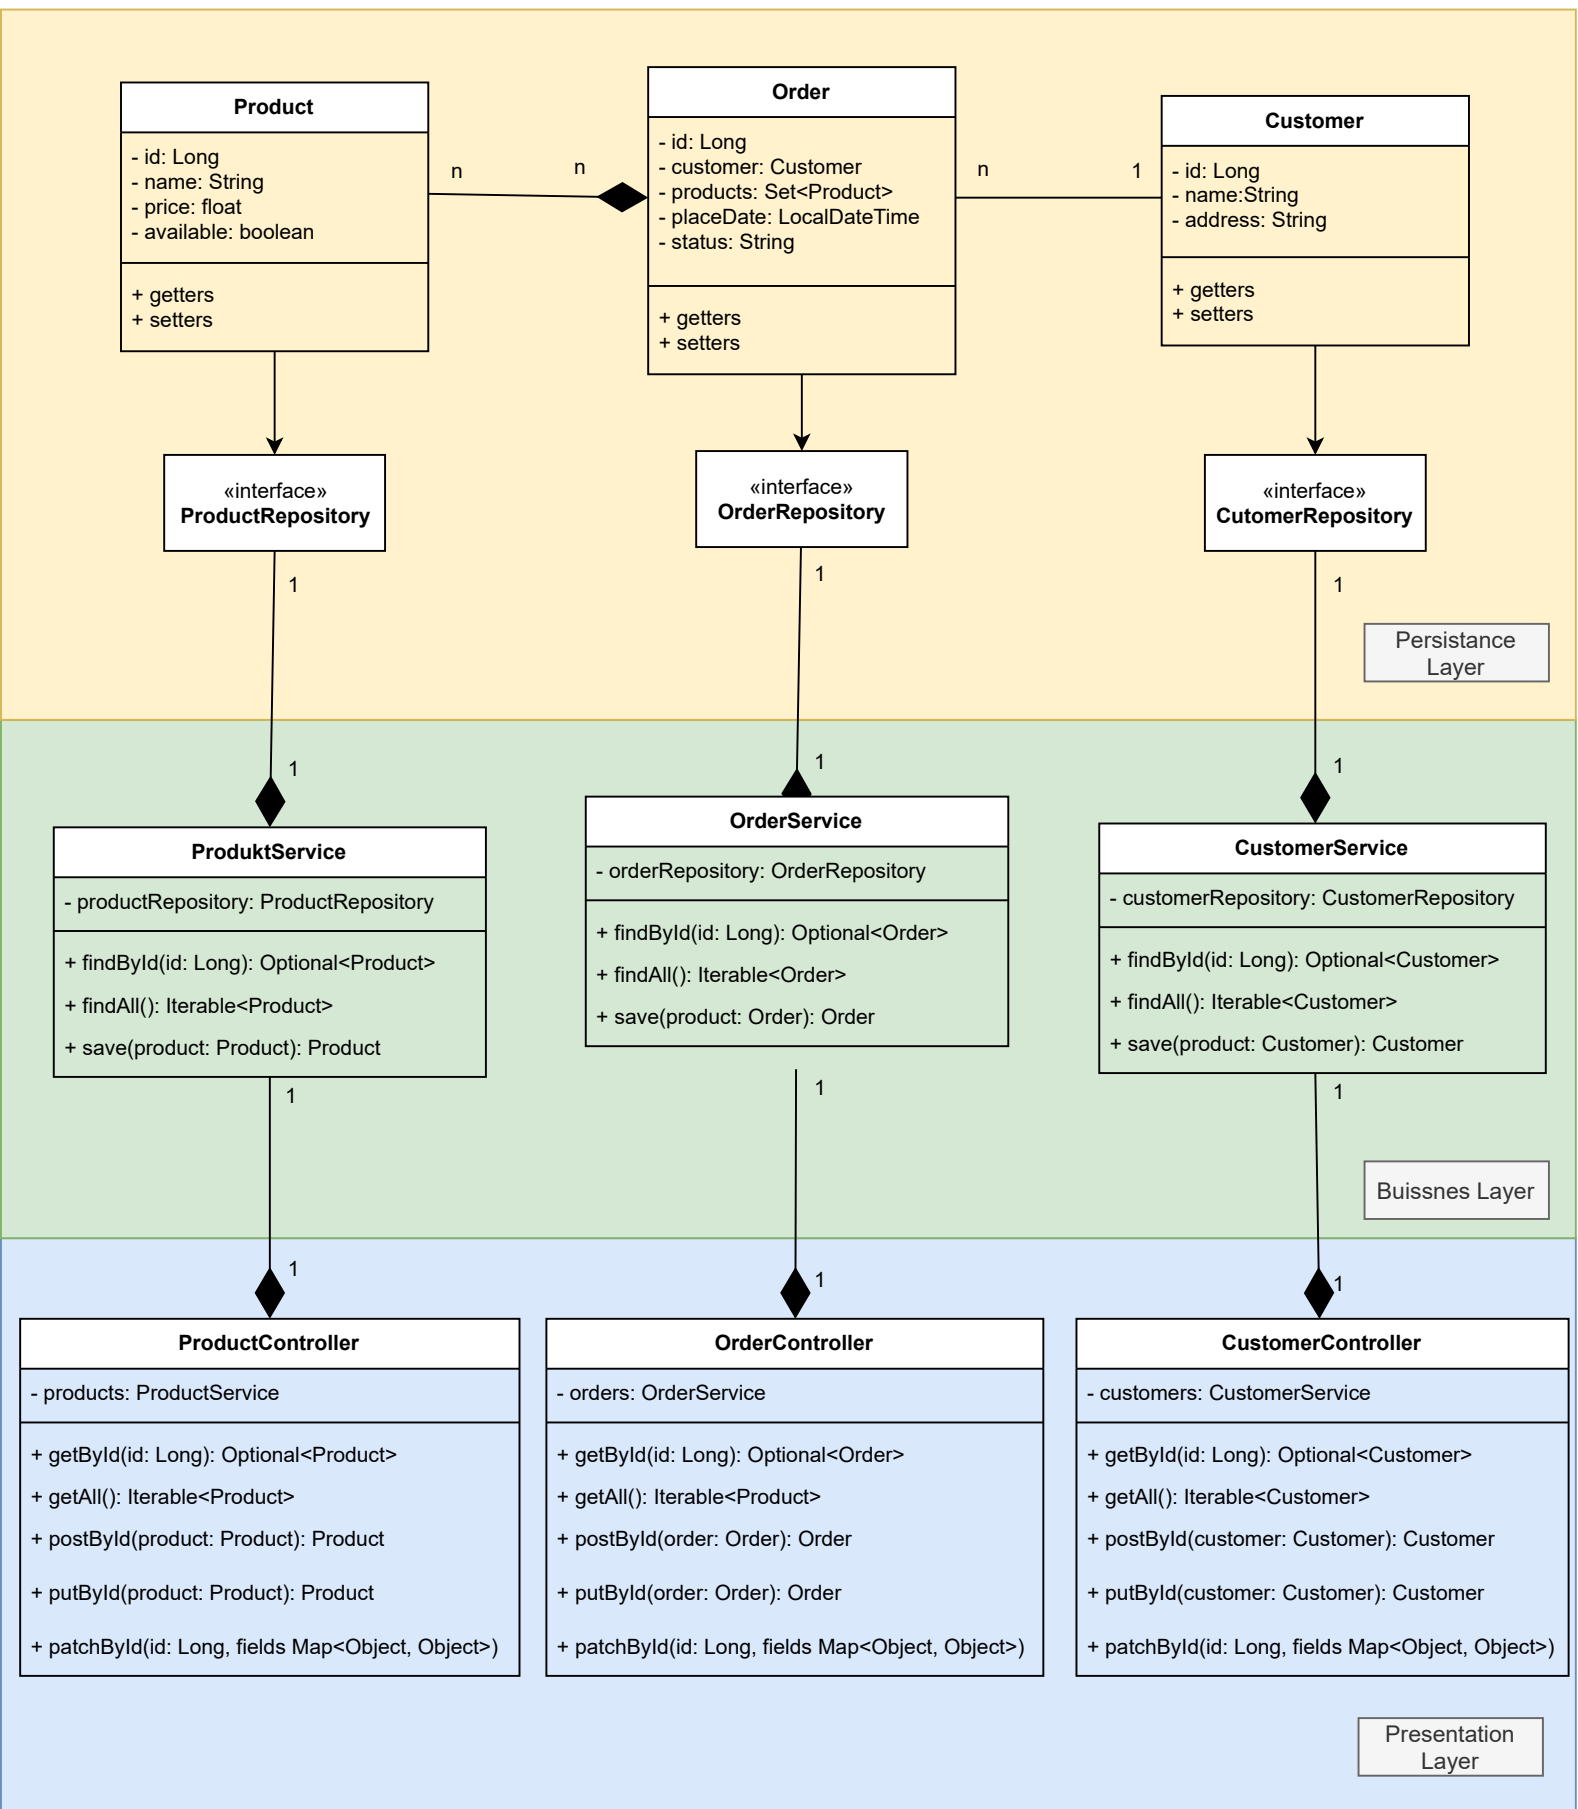 Product
- id: Long
- name: String
- price: float
- available: boolean
+ getters
+ setters
n
n
Order
- id: Long
- customer: Customer
- products: Set<Product>
- placeDate: LocalDateTime
- status: String
+ getters
+ setters
n
1
Customer
- id: Long
- name:String
- address: String
+ getters
+ setters
«interface»
ProductRepository
1
«interface»
OrderRepository
1
«interface»
CutomerRepository
1
Persistance
Layer
1
ProduktService
- productRepository: ProductRepository
+ findById(id: Long): Optional<Product>
+ findAll(): Iterable<Product>
+ save(product: Product): Product
1
1
OrderService
- orderRepository: OrderRepository
+ findById(id: Long): Optional<Order>
+ findAll(): Iterable<Order>
+ save(product: Order): Order
1
1
CustomerService
- customerRepository: CustomerRepository
+ findById(id: Long): Optional<Customer>
+ findAll(): Iterable<Customer>
+ save(product: Customer): Customer
1
Buissnes Layer
1
ProductController
- products: ProductService
+ getById(id: Long): Optional<Product>
+ getAll(): Iterable<Product>
+ postById(product: Product): Product
+ putById(product: Product): Product
+ patchById(id: Long, fields Map<Object, Object>)
1
OrderController
- orders: OrderService
+ getById(id: Long): Optional<Order>
+ getAll(): Iterable<Product>
+ postById(order: Order): Order
+ putById(order: Order): Order
+ patchById(id: Long, fields Map<Object, Object>)
1
CustomerController
- customers: CustomerService
+ getById(id: Long): Optional<Customer>
+ getAll(): Iterable<Customer>
+ postById(customer: Customer): Customer
+ putById(customer: Customer): Customer
+ patchById(id: Long, fields Map<Object, Object>)
Presentation
Layer